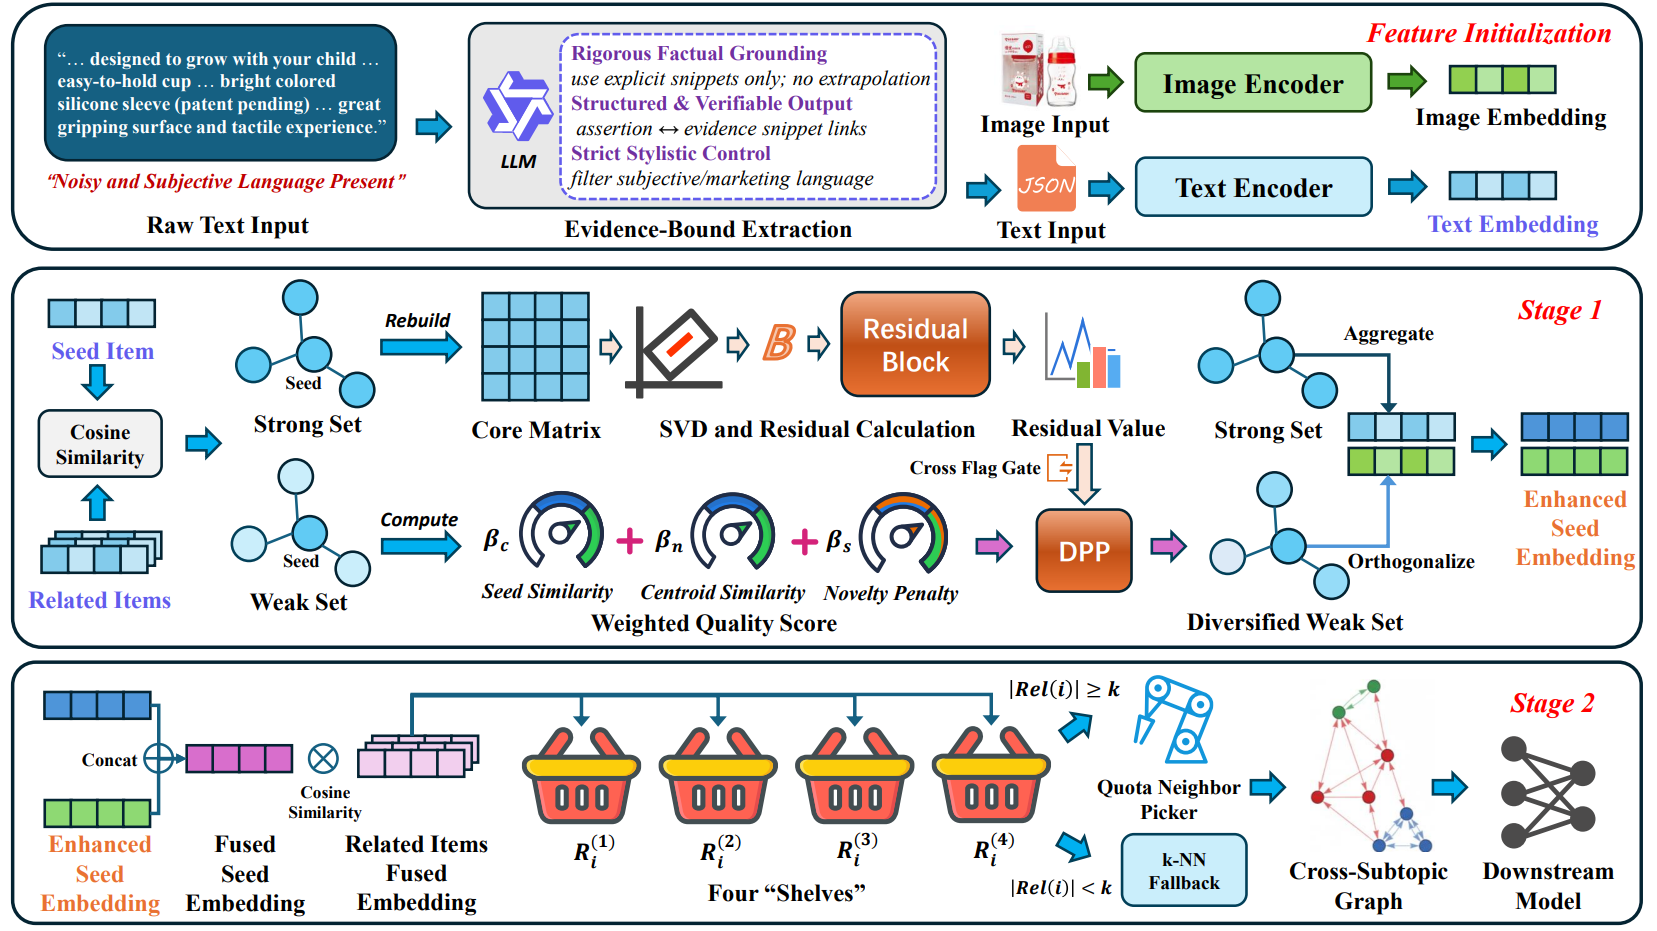 Feature Initialization
“... designed to grow with your child ...
easy-to-hold cup ... bright colored
silicone sleeve (patent pending) ... great
gripping surface and tactile experience.”
“Noisy and Subjective Language Present”
Raw Text Input
LLM
Rigorous Factual Grounding
use explicit snippets only; no extrapolation
Structured & Verifiable Output
assertion ↔ evidence snippet links
Strict Stylistic Control
filter subjective/marketing language
Evidence-Bound Extraction
Image Input
Image Encoder
Image Embedding
JSON
Text Input
Text Encoder
Text Embedding
Stage 1
Seed Item
Cosine
Similarity
Related Items
Seed
Strong Set
Seed
Weak Set
Rebuild
Core Matrix
SVD and Residual Calculation
B
Residual
Block
Residual Value
Cross Flag Gate
Compute
βc
Seed Similarity
+
βn
Centroid Similarity
+
βs
Novelty Penalty
Weighted Quality Score
DPP
Strong Set
Aggregate
Orthogonalize
Diversified Weak Set
Enhanced
Seed
Embedding
Stage 2
Concat
Enhanced
Seed
Embedding
Fused
Seed
Embedding
Cosine
Similarity
Related Items
Fused
Embedding
R_i^(1)
R_i^(2)
R_i^(3)
R_i^(4)
Four “Shelves”
|Rel(i)| ≥ k
Quota Neighbor
Picker
|Rel(i)| < k
k-NN
Fallback
Cross-Subtopic
Graph
Downstream
Model